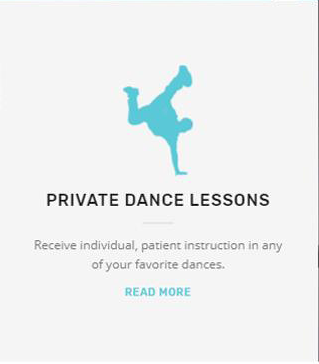 PRIVATE DANCE LESSONS
Receive individual, patient instruction in any
of your favorite dances.
READ MORE